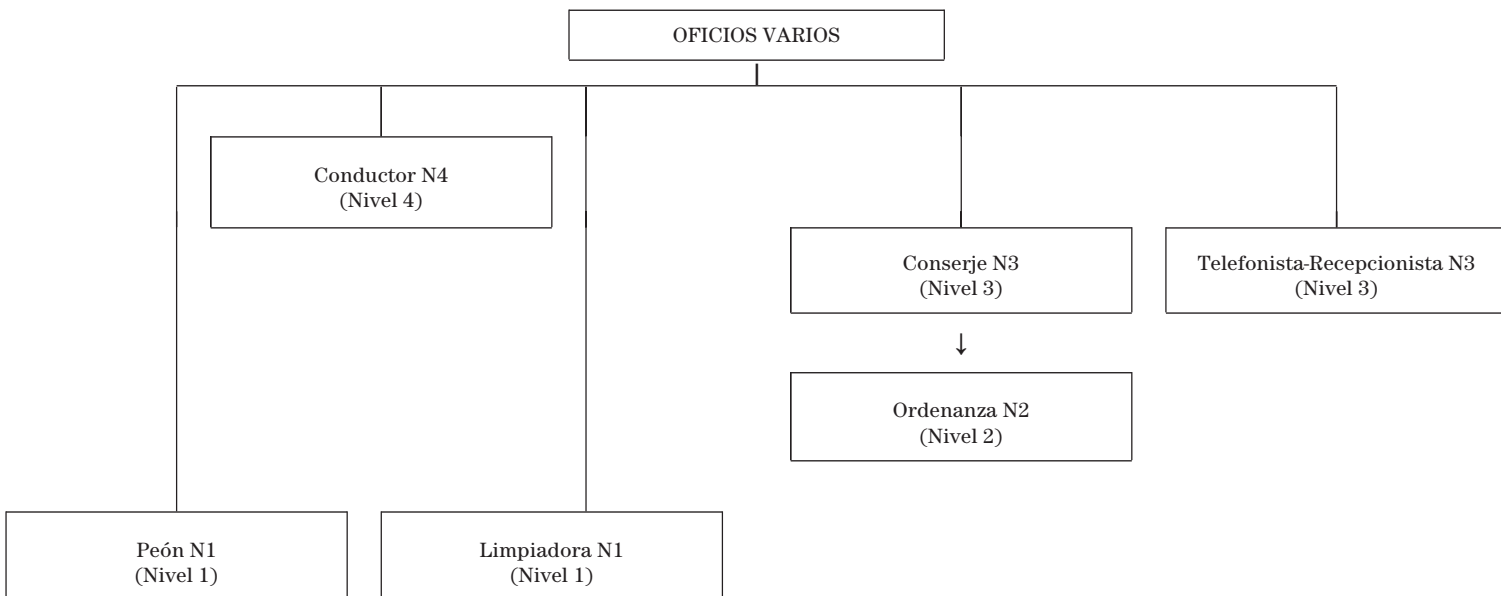 OFICIOS VARIOS
Conductor N4
(Nivel 4)
Conserje N3
(Nivel 3)
Telefonista-Recepcionista N3
(Nivel 3)
↓
Ordenanza N2
(Nivel 2)
Peón N1
(Nivel 1)
Limpiadora N1
(Nivel 1)